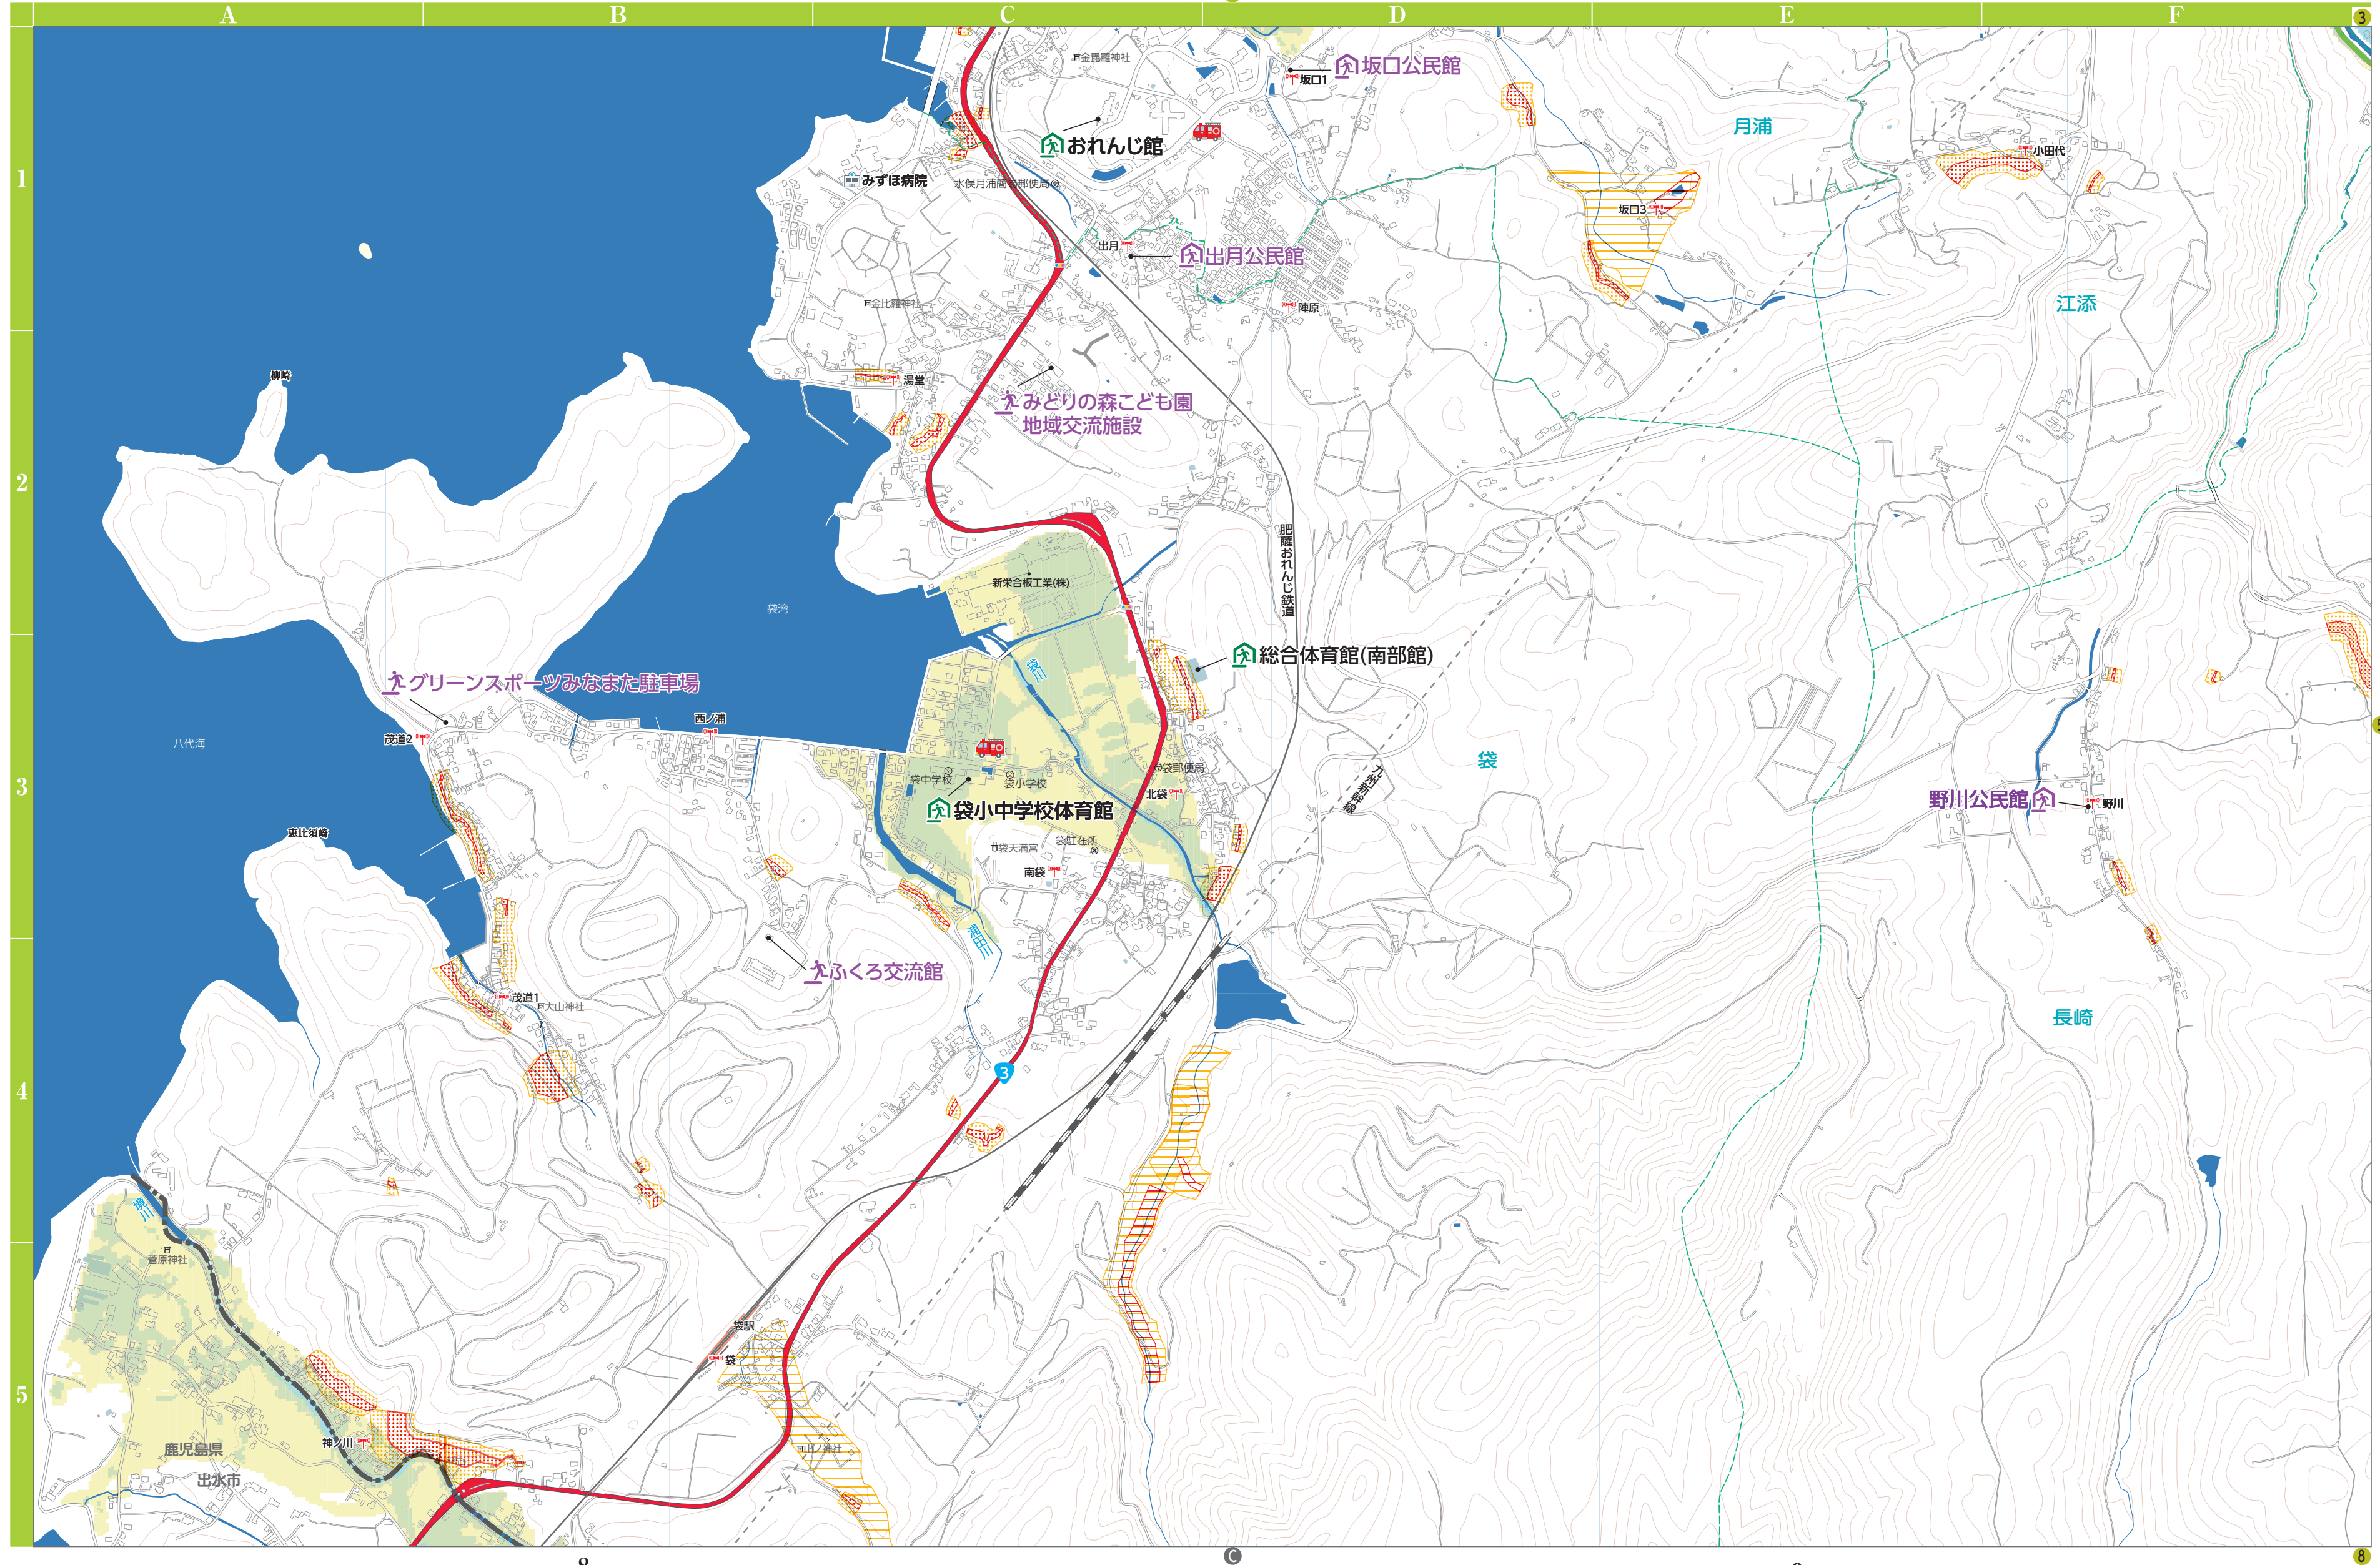 A
B
C
D
E
F
3
1
2
3
4
5
金毘羅神社
坂口公民館
坂口1
おれんじ館
月浦
小田代
みずほ病院
水俣月浦簡易郵便局
坂口3
出月
出月公民館
金比羅神社
陣原
江添
湯堂
柳崎
みどりの森こども園
地域交流施設
肥薩おれんじ鉄道
新栄合板工業(株)
袋湾
袋川
総合体育館(南部館)
グリーンスポーツみなまた駐車場
西ノ浦
茂道2
八代海
袋中学校
袋小学校
袋郵便局
北袋
袋
九州新幹線
袋小中学校体育館
野川公民館
野川
恵比須崎
袋天満宮
袋駐在所
南袋
浦田川
ふくろ交流館
茂道1
大山神社
長崎
3
境川
菅原神社
袋駅
袋
神ノ川
山ノ神社
鹿児島県
出水市
C
8